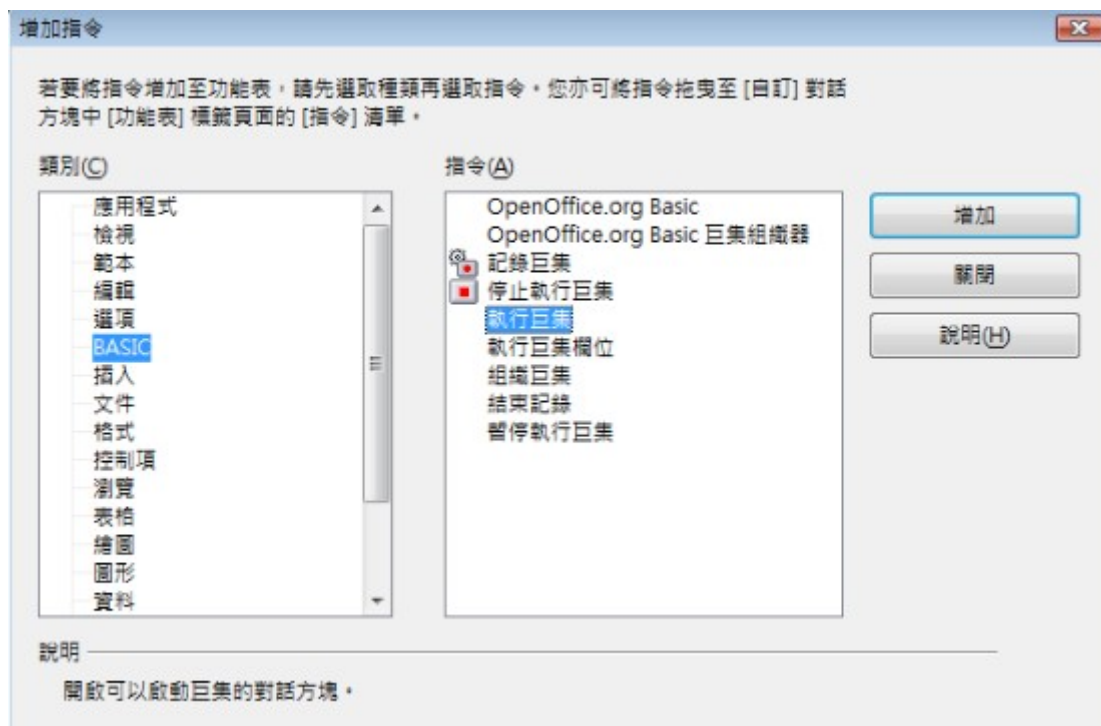 增加指令
若要將指令增加至功能表，請先選取種類再選取指令。您亦可將指令拖曳至 [自訂] 對話
方塊中 [功能表] 標籤頁面的 [指令] 清單。
類別(C)
應用程式
檢視
範本
編輯
選項
BASIC
插入
文件
格式
控制項
瀏覽
表格
繪圖
圖形
資料
指令(A)
OpenOffice.org Basic
OpenOffice.org Basic 巨集組織器
記錄巨集
停止執行巨集
執行巨集
執行巨集欄位
組織巨集
結束記錄
暫停執行巨集
增加
關閉
說明(H)
說明
開啟可以啟動巨集的對話方塊。